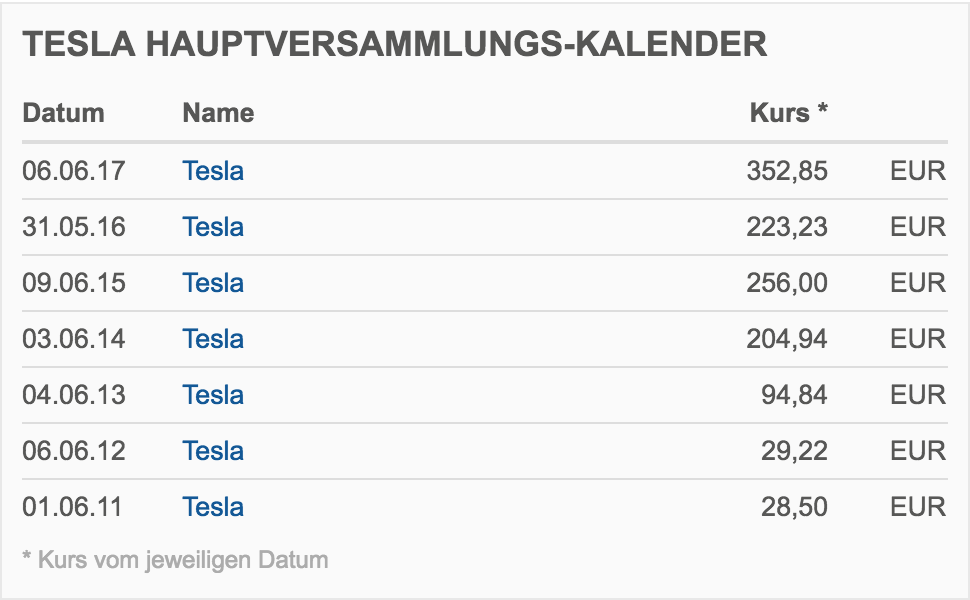 TESLA HAUPTVERSAMMLUNGS-KALENDER
Datum Name Kurs *
06.06.17 Tesla 352,85 EUR
31.05.16 Tesla 223,23 EUR
09.06.15 Tesla 256,00 EUR
03.06.14 Tesla 204,94 EUR
04.06.13 Tesla 94,84 EUR
06.06.12 Tesla 29,22 EUR
01.06.11 Tesla 28,50 EUR
* Kurs vom jeweiligen Datum